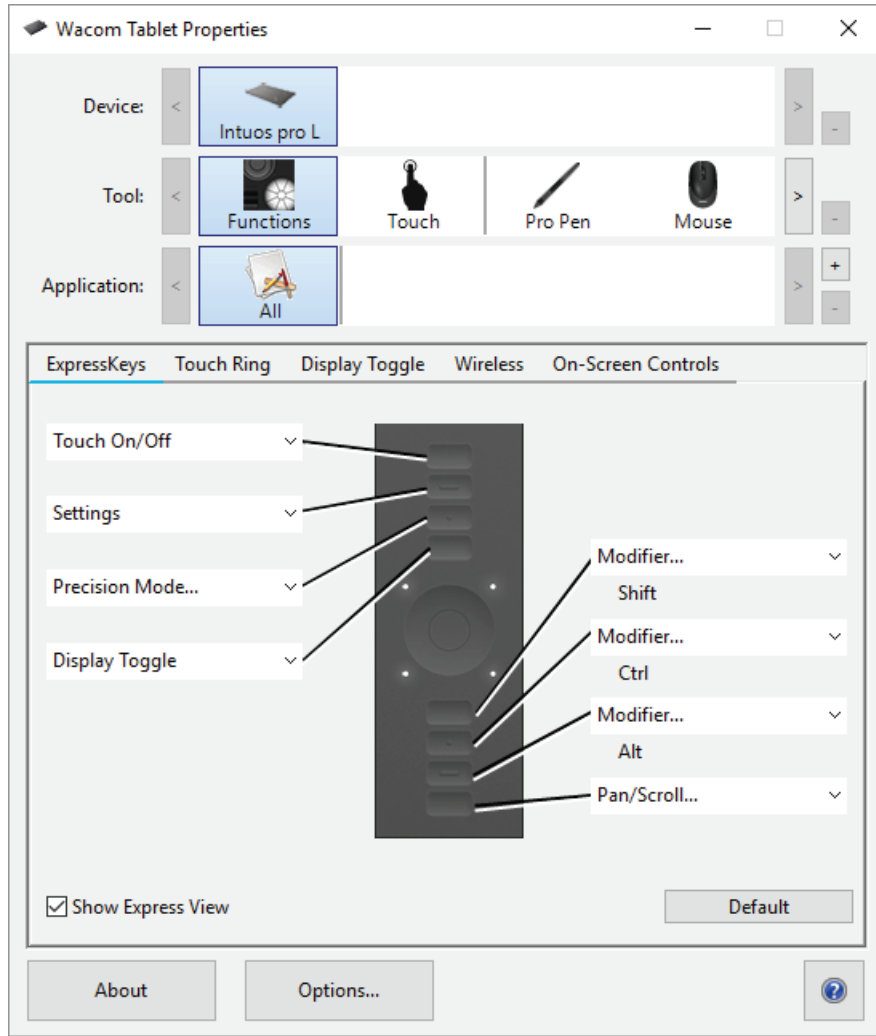 Wacom Tablet Properties
Device:
<
Intuos pro L
>
-
Tool:
<
Functions
Touch
Pro Pen
Mouse
>
-
Application:
<
All
>
+
-
ExpressKeys Touch Ring Display Toggle Wireless On-Screen Controls
Touch On/Off
Settings
Precision Mode...
Display Toggle
Modifier...
Shift
Modifier...
Ctrl
Modifier...
Alt
Pan/Scroll...
Show Express View
Default
About
Options...
?